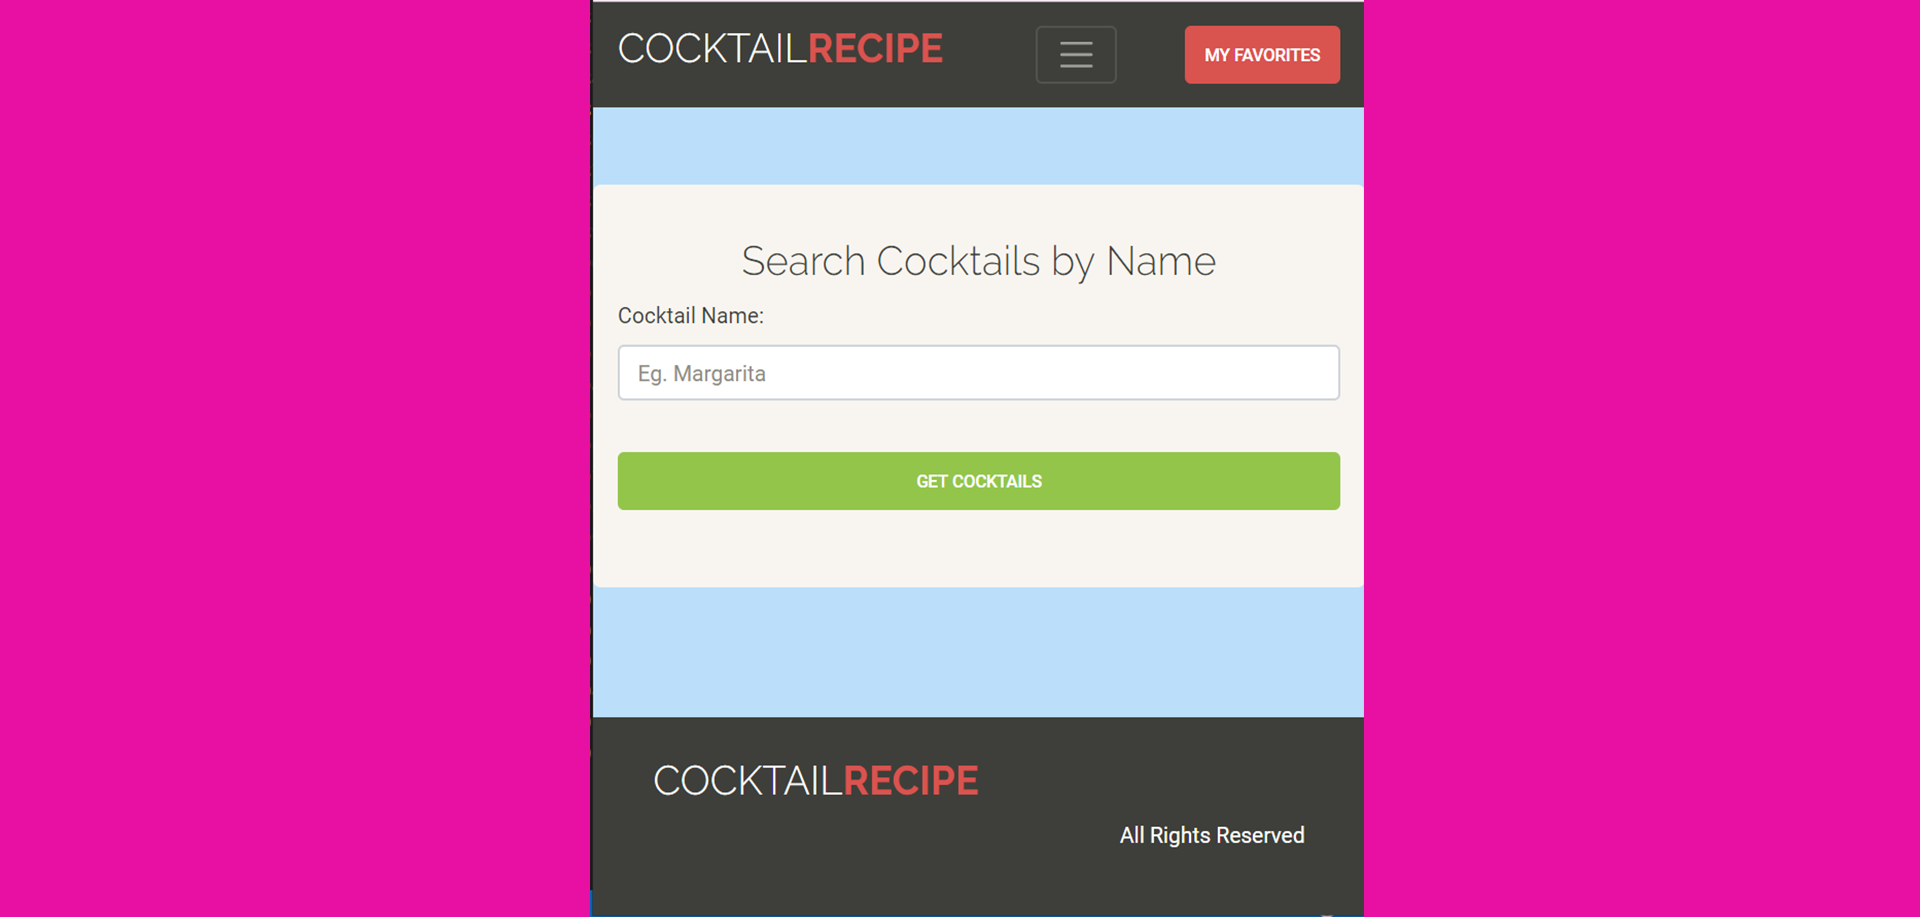 COCKTAILRECIPE
MY FAVORITES
Search Cocktails by Name
Cocktail Name:
Eg. Margarita
GET COCKTAILS
COCKTAILRECIPE
All Rights Reserved